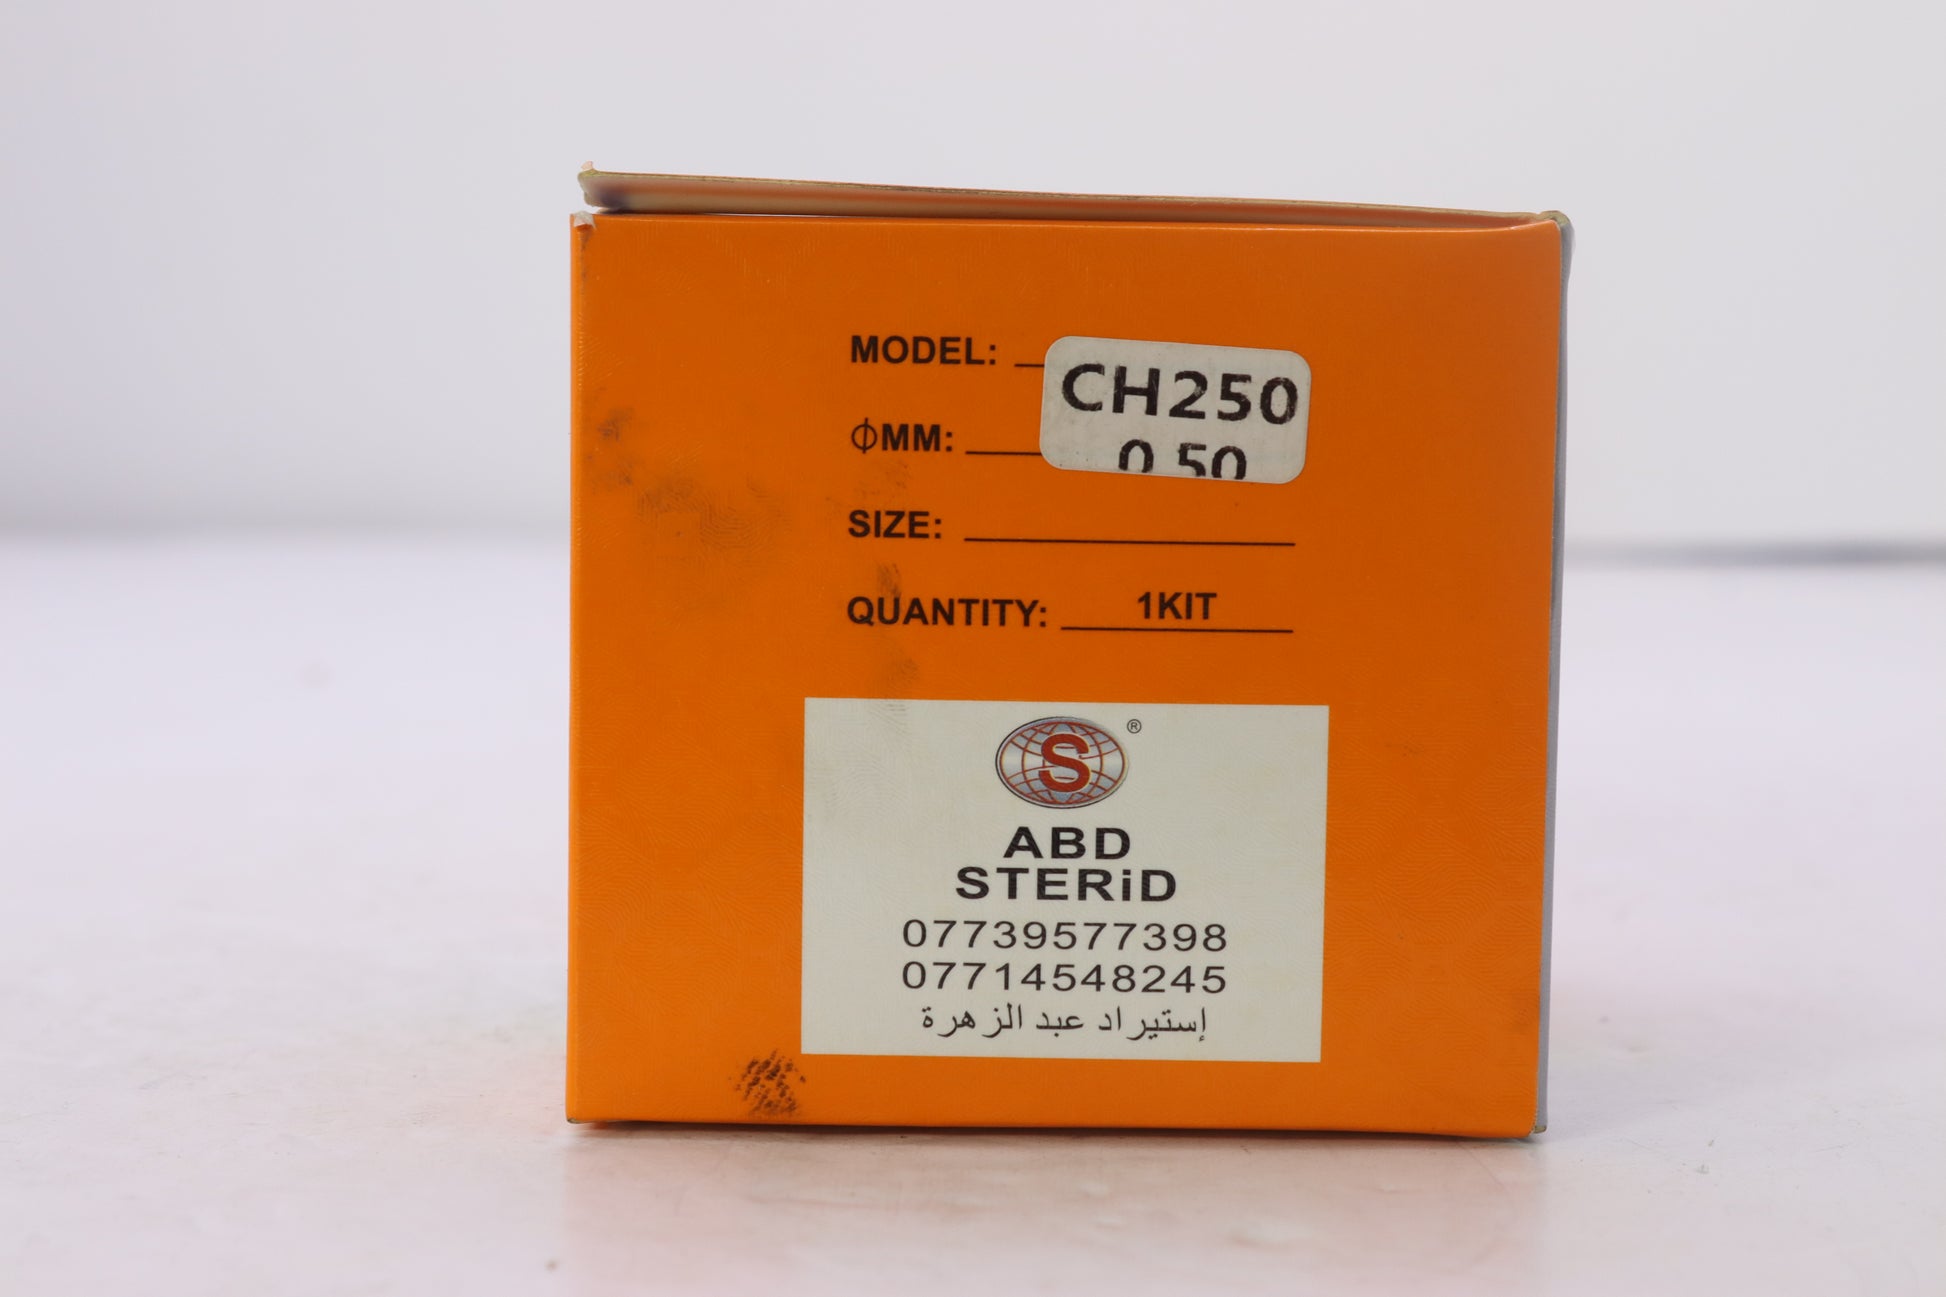 MODEL: CH250
ΦMM: 0.50
SIZE:
QUANTITY: 1KIT
S ®
ABD
STERiD
07739577398
07714548245
إستيراد عبد الزهرة